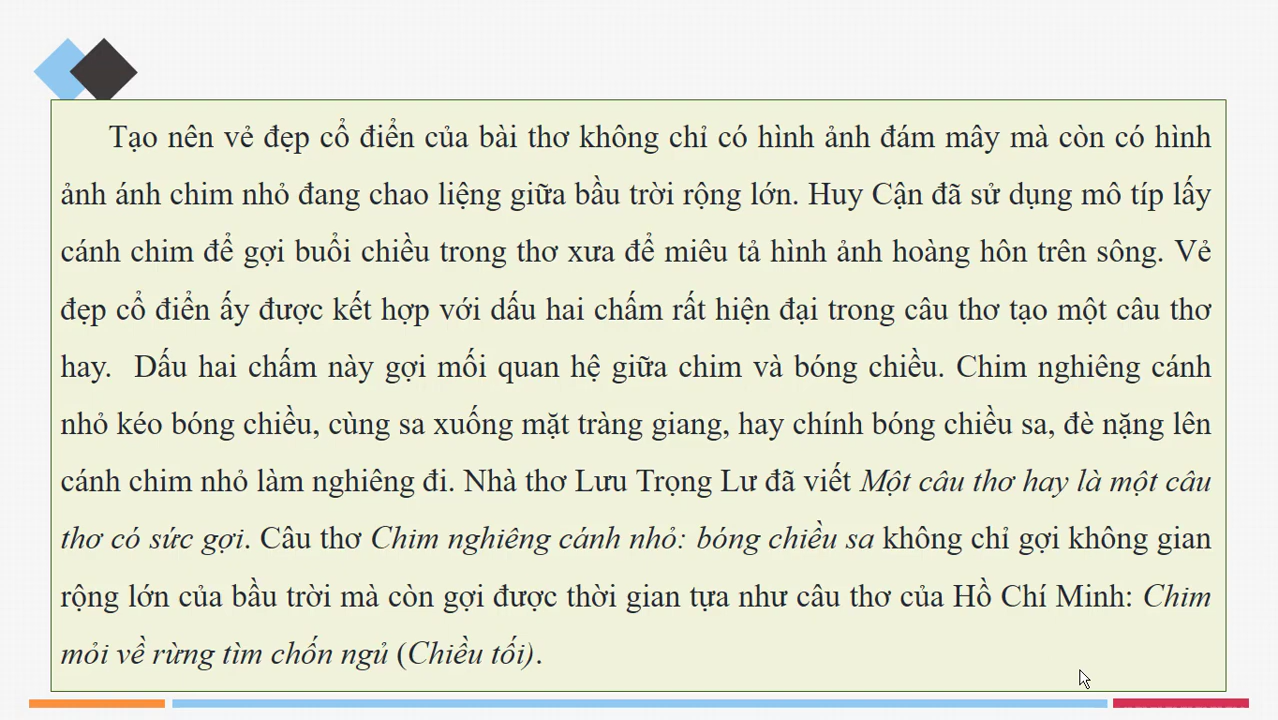 Tạo nên vẻ đẹp cổ điển của bài thơ không chỉ có hình ảnh đám mây mà còn có hình
ảnh ánh chim nhỏ đang chao liệng giữa bầu trời rộng lớn. Huy Cận đã sử dụng mô típ lấy
cánh chim để gợi buổi chiều trong thơ xưa để miêu tả hình ảnh hoàng hôn trên sông. Vẻ
đẹp cổ điển ấy được kết hợp với dấu hai chấm rất hiện đại trong câu thơ tạo một câu thơ
hay. Dấu hai chấm này gợi mối quan hệ giữa chim và bóng chiều. Chim nghiêng cánh
nhỏ kéo bóng chiều, cùng sa xuống mặt tràng giang, hay chính bóng chiều sa, đè nặng lên
cánh chim nhỏ làm nghiêng đi. Nhà thơ Lưu Trọng Lư đã viết Một câu thơ hay là một câu
thơ có sức gợi. Câu thơ Chim nghiêng cánh nhỏ: bóng chiều sa không chỉ gợi không gian
rộng lớn của bầu trời mà còn gợi được thời gian tựa như câu thơ của Hồ Chí Minh: Chim
mỏi về rừng tìm chốn ngủ (Chiều tối).